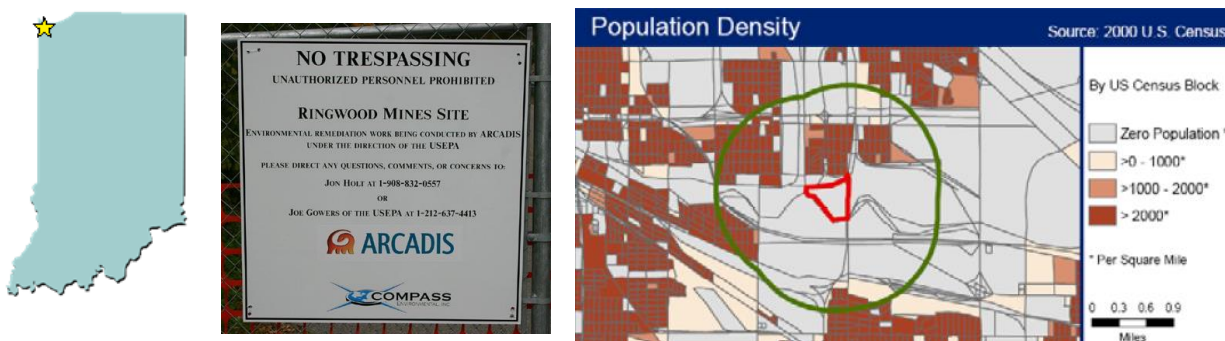 NO TRESPASSING
UNAUTHORIZED PERSONNEL PROHIBITED
RINGWOOD MINES SITE
ENVIRONMENTAL REMEDIATION WORK BEING CONDUCTED BY ARCADIS
UNDER THE DIRECTION OF THE USEPA
PLEASE DIRECT ANY QUESTIONS, COMMENTS, OR CONCERNS TO:
JON HOLT AT 1-908-832-0557
OR
JOE GOWERS OF THE USEPA AT 1-212-637-4413
ARCADIS
COMPASS
ENVIRONMENTAL, INC.
Population Density
Source: 2000 U.S. Census
By US Census Block
Zero Population *
>0 - 1000*
>1000 - 2000*
> 2000*
* Per Square Mile
0 0.3 0.6 0.9
Miles